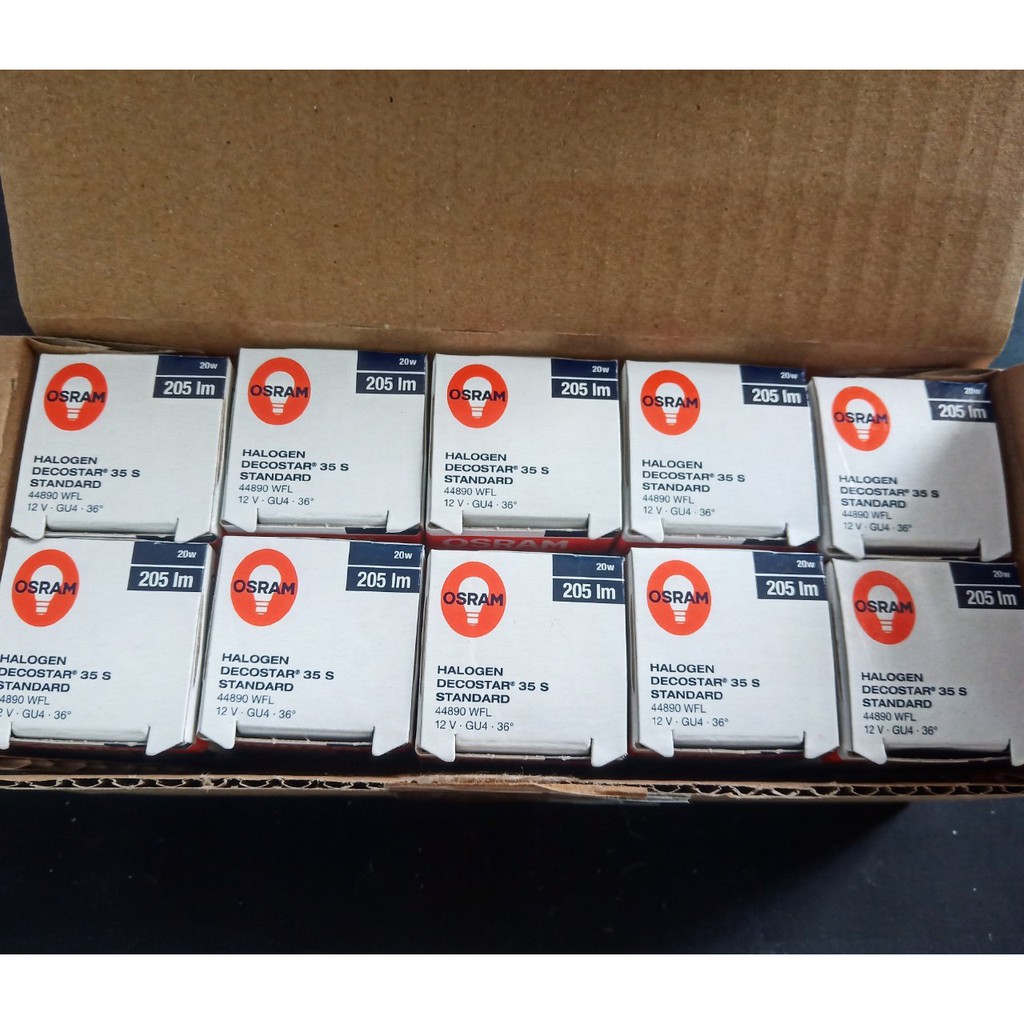 20w
205 lm
OSRAM
HALOGEN
DECOSTAR® 35 S
STANDARD
44890 WFL
12 V · GU4 · 36°
20w
205 lm
OSRAM
HALOGEN
DECOSTAR® 35 S
STANDARD
44890 WFL
12 V · GU4 · 36°
20w
205 lm
OSRAM
HALOGEN
DECOSTAR® 35 S
STANDARD
44890 WFL
12 V · GU4 · 36°
20w
205 lm
OSRAM
HALOGEN
DECOSTAR® 35 S
STANDARD
44890 WFL
12 V · GU4 · 36°
20w
205 lm
OSRAM
HALOGEN
DECOSTAR® 35 S
STANDARD
44890 WFL
12 V · GU4 · 36°
OSRAM
20w
205 lm
OSRAM
HALOGEN
DECOSTAR® 35 S
STANDARD
44890 WFL
2 V · GU4 · 36°
20w
205 lm
OSRAM
HALOGEN
DECOSTAR® 35 S
STANDARD
44890 WFL
12 V · GU4 · 36°
20w
205 lm
OSRAM
HALOGEN
DECOSTAR® 35 S
STANDARD
44890 WFL
12 V · GU4 · 36°
20w
205 lm
OSRAM
HALOGEN
DECOSTAR® 35 S
STANDARD
44890 WFL
12 V · GU4 · 36°
20w
205 lm
OSRAM
HALOGEN
DECOSTAR® 35 S
STANDARD
44890 WFL
12 V · GU4 · 36°